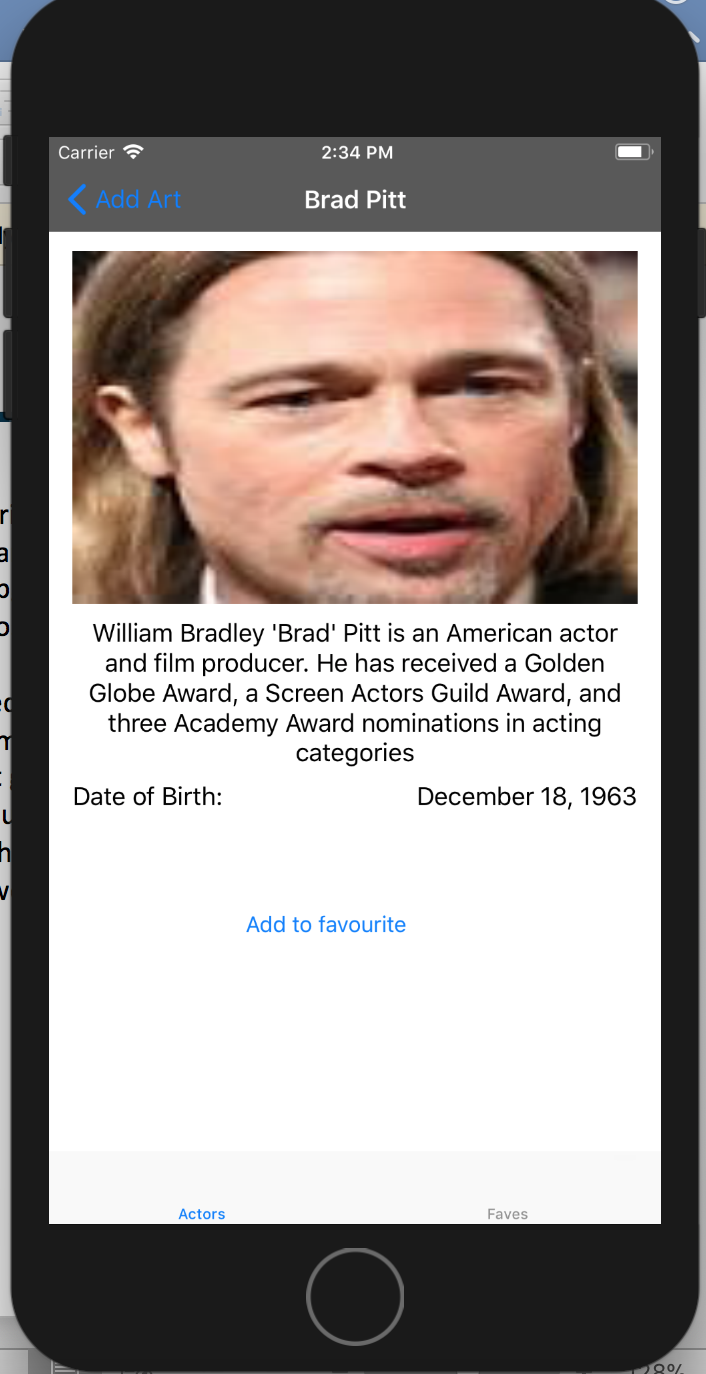 Carrier 2:34 PM
Add Art Brad Pitt
William Bradley 'Brad' Pitt is an American actor
and film producer. He has received a Golden
Globe Award, a Screen Actors Guild Award, and
three Academy Award nominations in acting
categories
Date of Birth: December 18, 1963
Add to favourite
Actors Faves